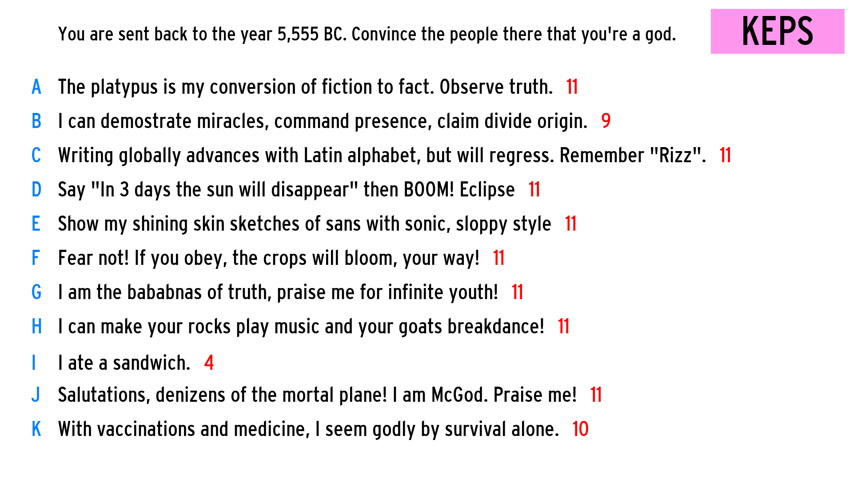 You are sent back to the year 5,555 BC. Convince the people there that you're a god.
KEPS
A The platypus is my conversion of fiction to fact. Observe truth. 11
B I can demostrate miracles, command presence, claim divide origin. 9
C Writing globally advances with Latin alphabet, but will regress. Remember "Rizz". 11
D Say "In 3 days the sun will disappear" then BOOM! Eclipse 11
E Show my shining skin sketches of sans with sonic, sloppy style 11
F Fear not! If you obey, the crops will bloom, your way! 11
G I am the bababnas of truth, praise me for infinite youth! 11
H I can make your rocks play music and your goats breakdance! 11
I I ate a sandwich. 4
J Salutations, denizens of the mortal plane! I am McGod. Praise me! 11
K With vaccinations and medicine, I seem godly by survival alone. 10